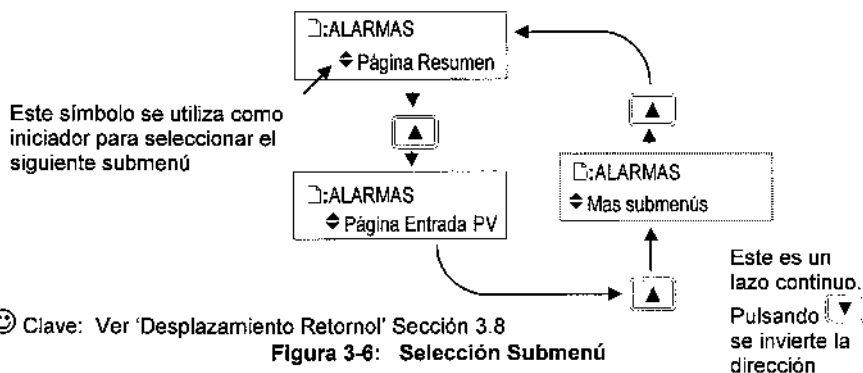 :ALARMAS
Página Resumen
Este símbolo se utiliza como
iniciador para seleccionar el
siguiente submenú
:ALARMAS
Página Entrada PV
:ALARMAS
Mas submenús
Este es un
lazo continuo.
Pulsando
se invierte la
dirección
Clave: Ver 'Desplazamiento Retornol' Sección 3.8
Figura 3-6: Selección Submenú